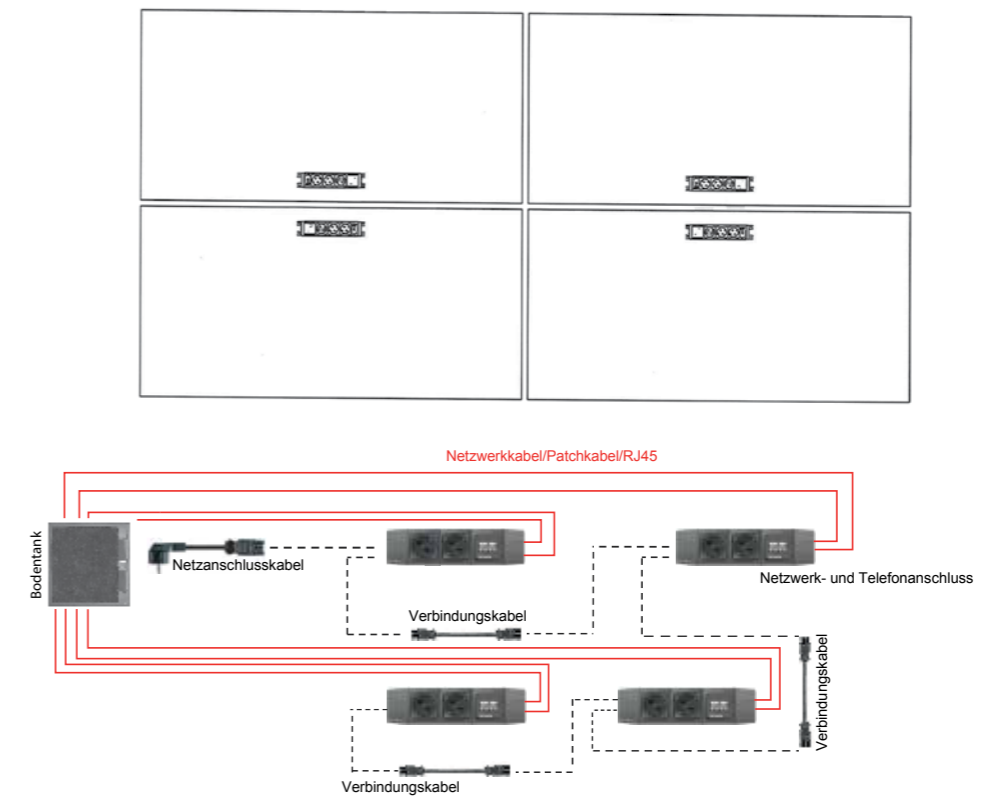 Netzwerkkabel/Patchkabel/RJ45
Bodentank
Netzanschlusskabel
Netzwerk- und Telefonanschluss
Verbindungskabel
Verbindungskabel
Verbindungskabel